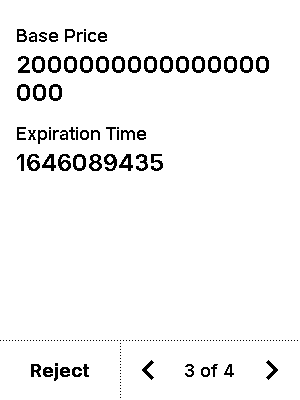 Base Price
2000000000000000
000
Expiration Time
1646089435
Reject
3 of 4